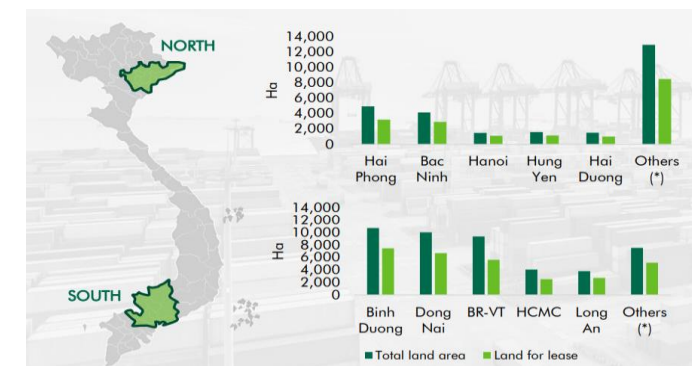 NORTH
SOUTH
Ha
14,000
12,000
10,000
8,000
6,000
4,000
2,000
0
Hai Phong
Bac Ninh
Hanoi
Hung Yen
Hai Duong
Others (*)
Ha
14,000
12,000
10,000
8,000
6,000
4,000
2,000
0
Binh Duong
Dong Nai
BR-VT
HCMC
Long An
Others (*)
Total land area
Land for lease